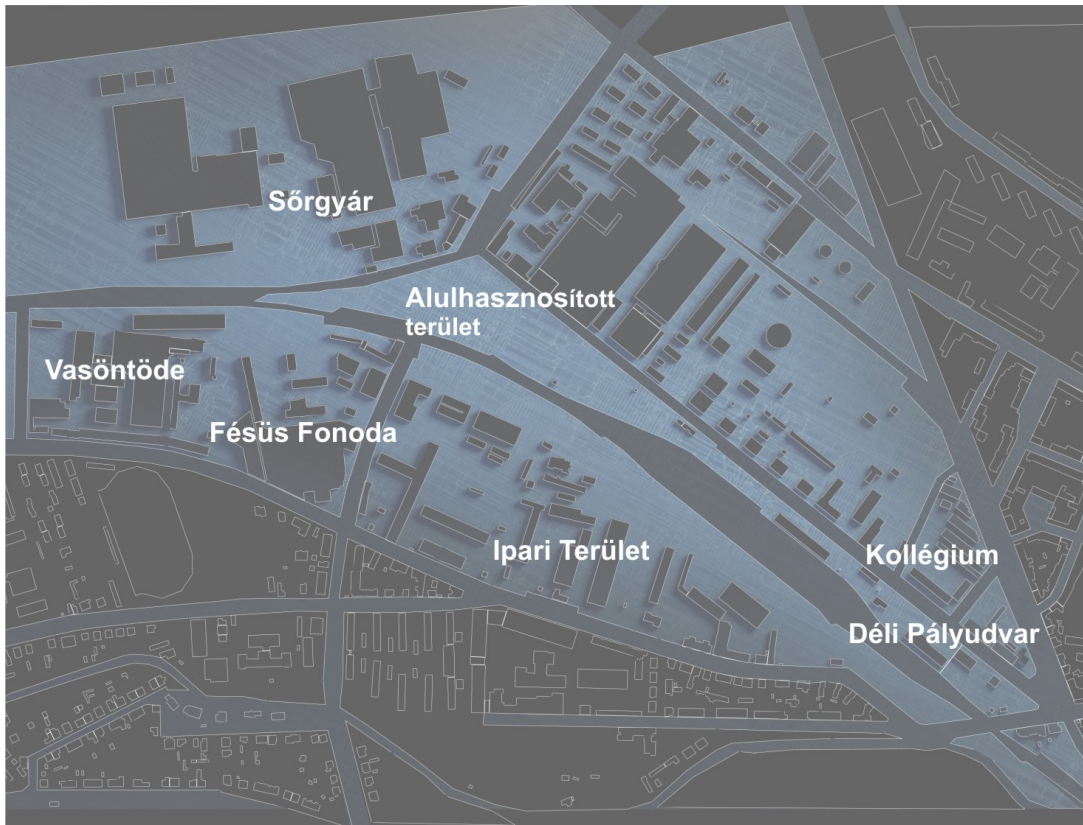 Sőrgyár
Alulhasznosított
terület
Vasöntöde
Fésüs Fonoda
Ipari Terület
Kollégium
Déli Pályudvar